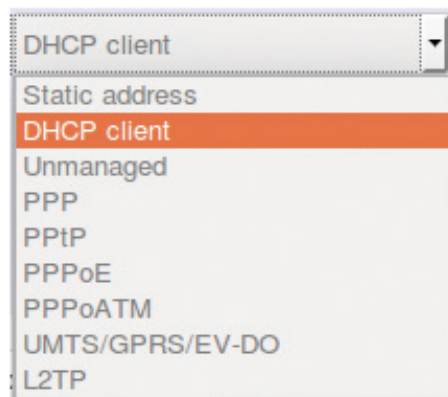 DHCP client
Static address
DHCP client
Unmanaged
PPP
PPtP
PPPoE
PPPoATM
UMTS/GPRS/EV-DO
L2TP